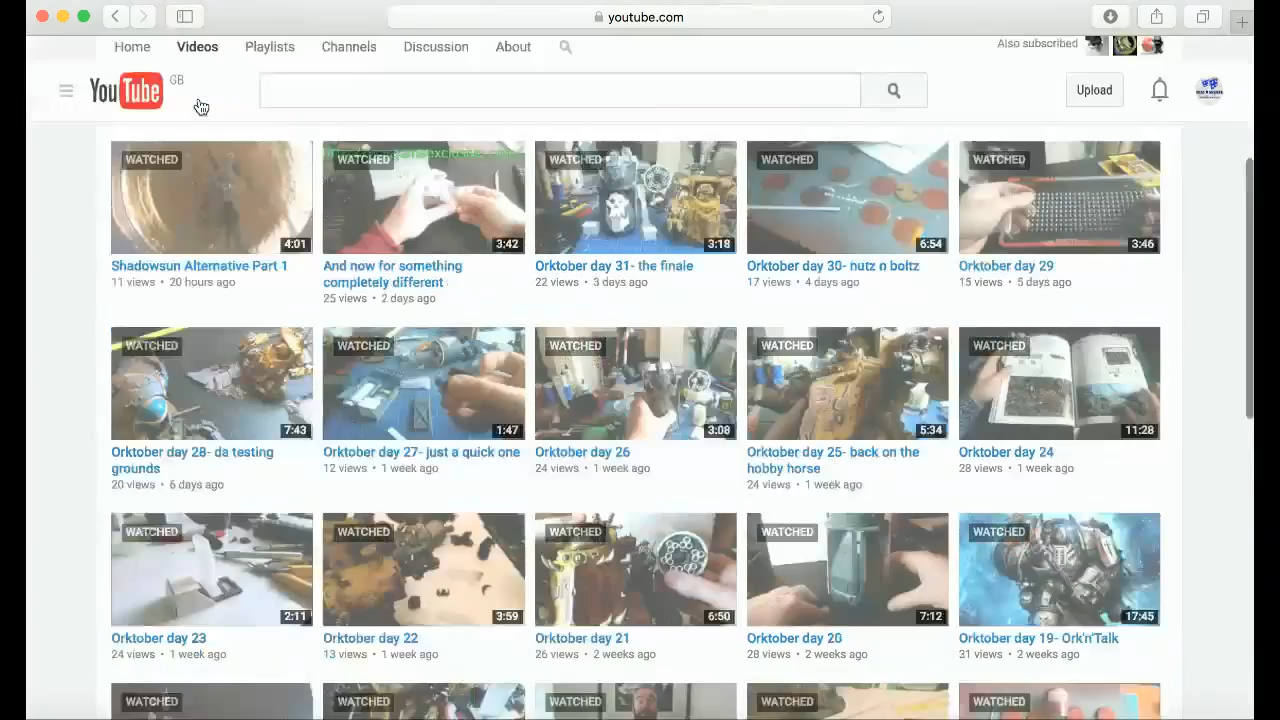 youtube.com
Home Videos Playlists Channels Discussion About
Also subscribed
YouTube GB
Upload
WATCHED WATCHED WATCHED WATCHED WATCHED
4:01 3:42 3:18 6:54 3:46
Shadowsun Alternative Part 1
11 views • 20 hours ago
And now for something
completely different
25 views • 2 days ago
Orktober day 31- the finale
22 views • 3 days ago
Orktober day 30- nutz n boltz
17 views • 4 days ago
Orktober day 29
15 views • 5 days ago
WATCHED WATCHED WATCHED WATCHED WATCHED
7:43 1:47 3:08 5:34 11:28
Orktober day 28- da testing
grounds
20 views • 6 days ago
Orktober day 27- just a quick one
12 views • 1 week ago
Orktober day 26
24 views • 1 week ago
Orktober day 25- back on the
hobby horse
24 views • 1 week ago
Orktober day 24
28 views • 1 week ago
WATCHED WATCHED WATCHED WATCHED WATCHED
2:11 3:59 6:50 7:12 17:45
Orktober day 23
24 views • 1 week ago
Orktober day 22
13 views • 1 week ago
Orktober day 21
26 views • 2 weeks ago
Orktober day 20
28 views • 2 weeks ago
Orktober day 19- Ork'n'Talk
31 views • 2 weeks ago
WATCHED WATCHED WATCHED WATCHED WATCHED